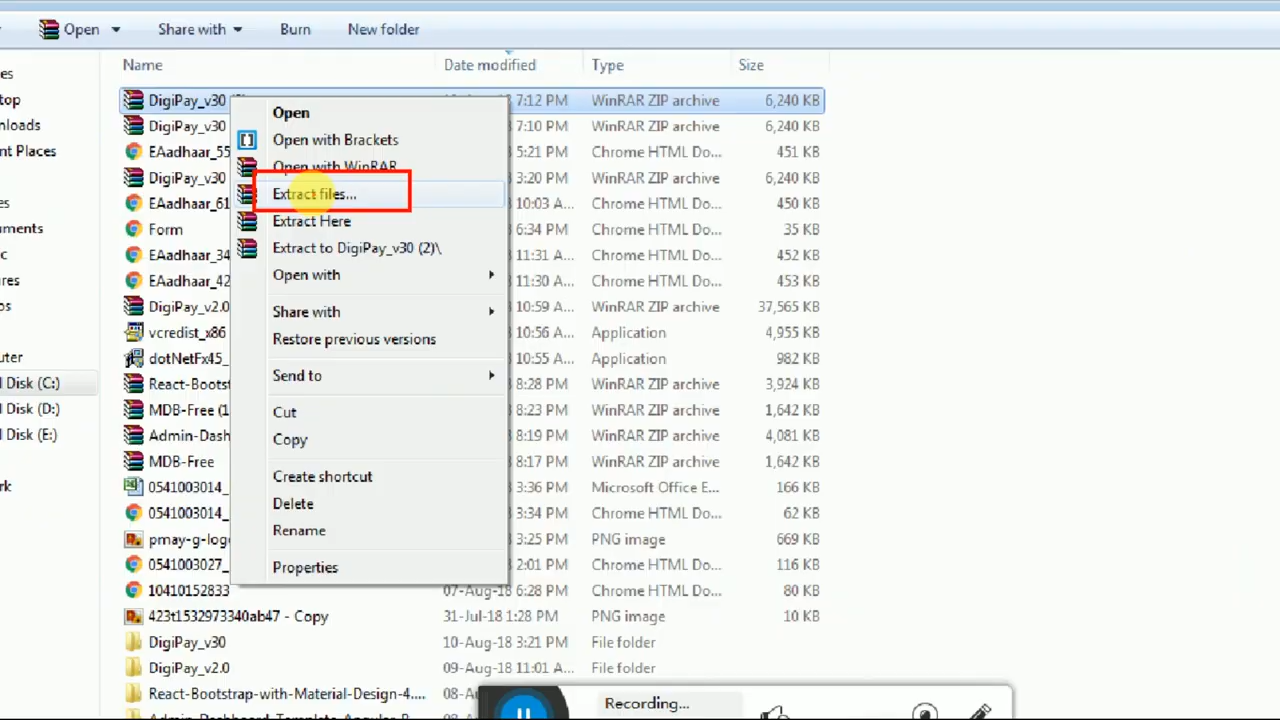 Open Share with Burn New folder
Name Date modified Type Size
DigiPay_v30 7:12 PM WinRAR ZIP archive 6,240 KB
DigiPay_v30 7:10 PM WinRAR ZIP archive 6,240 KB
EAadhaar_55 5:21 PM Chrome HTML Do... 451 KB
DigiPay_v30 3:20 PM WinRAR ZIP archive 6,240 KB
EAadhaar_61 10:03 A... Chrome HTML Do... 450 KB
Form 6:34 PM Chrome HTML Do... 35 KB
EAadhaar_34 11:31 A... Chrome HTML Do... 452 KB
EAadhaar_42 11:30 A... Chrome HTML Do... 453 KB
DigiPay_v2.0 10:59 A... WinRAR ZIP archive 37,565 KB
vcredist_x86 10:56 A... Application 4,955 KB
dotNetFx45_ 10:55 A... Application 982 KB
React-Bootst 8:28 PM WinRAR ZIP archive 3,924 KB
MDB-Free (1 8:23 PM WinRAR ZIP archive 1,642 KB
Admin-Dash 8:19 PM WinRAR ZIP archive 4,081 KB
MDB-Free 8:17 PM WinRAR ZIP archive 1,642 KB
0541003014_ 3:36 PM Microsoft Office E... 166 KB
0541003014_ 3:34 PM Chrome HTML Do... 62 KB
pmay-g-logo 3:25 PM PNG image 669 KB
0541003027_ 2:01 PM Chrome HTML Do... 116 KB
10410152833 07-Aug-18 6:28 PM Chrome HTML Do... 80 KB
423t1532973340ab47 - Copy 31-Jul-18 1:28 PM PNG image 10 KB
DigiPay_v30 10-Aug-18 3:21 PM File folder
DigiPay_v2.0 09-Aug-18 11:01 A... File folder
React-Bootstrap-with-Material-Design-4.... 08-A
Open
Open with Brackets
Open with WinRAR
Extract files...
Extract Here
Extract to DigiPay_v30 (2)\
Open with
Share with
Restore previous versions
Send to
Cut
Copy
Create shortcut
Delete
Rename
Properties
es
top
nloads
nt Places
es
uments
c
ures
os
uter
l Disk (C:)
l Disk (D:)
l Disk (E:)
rk
Recording...